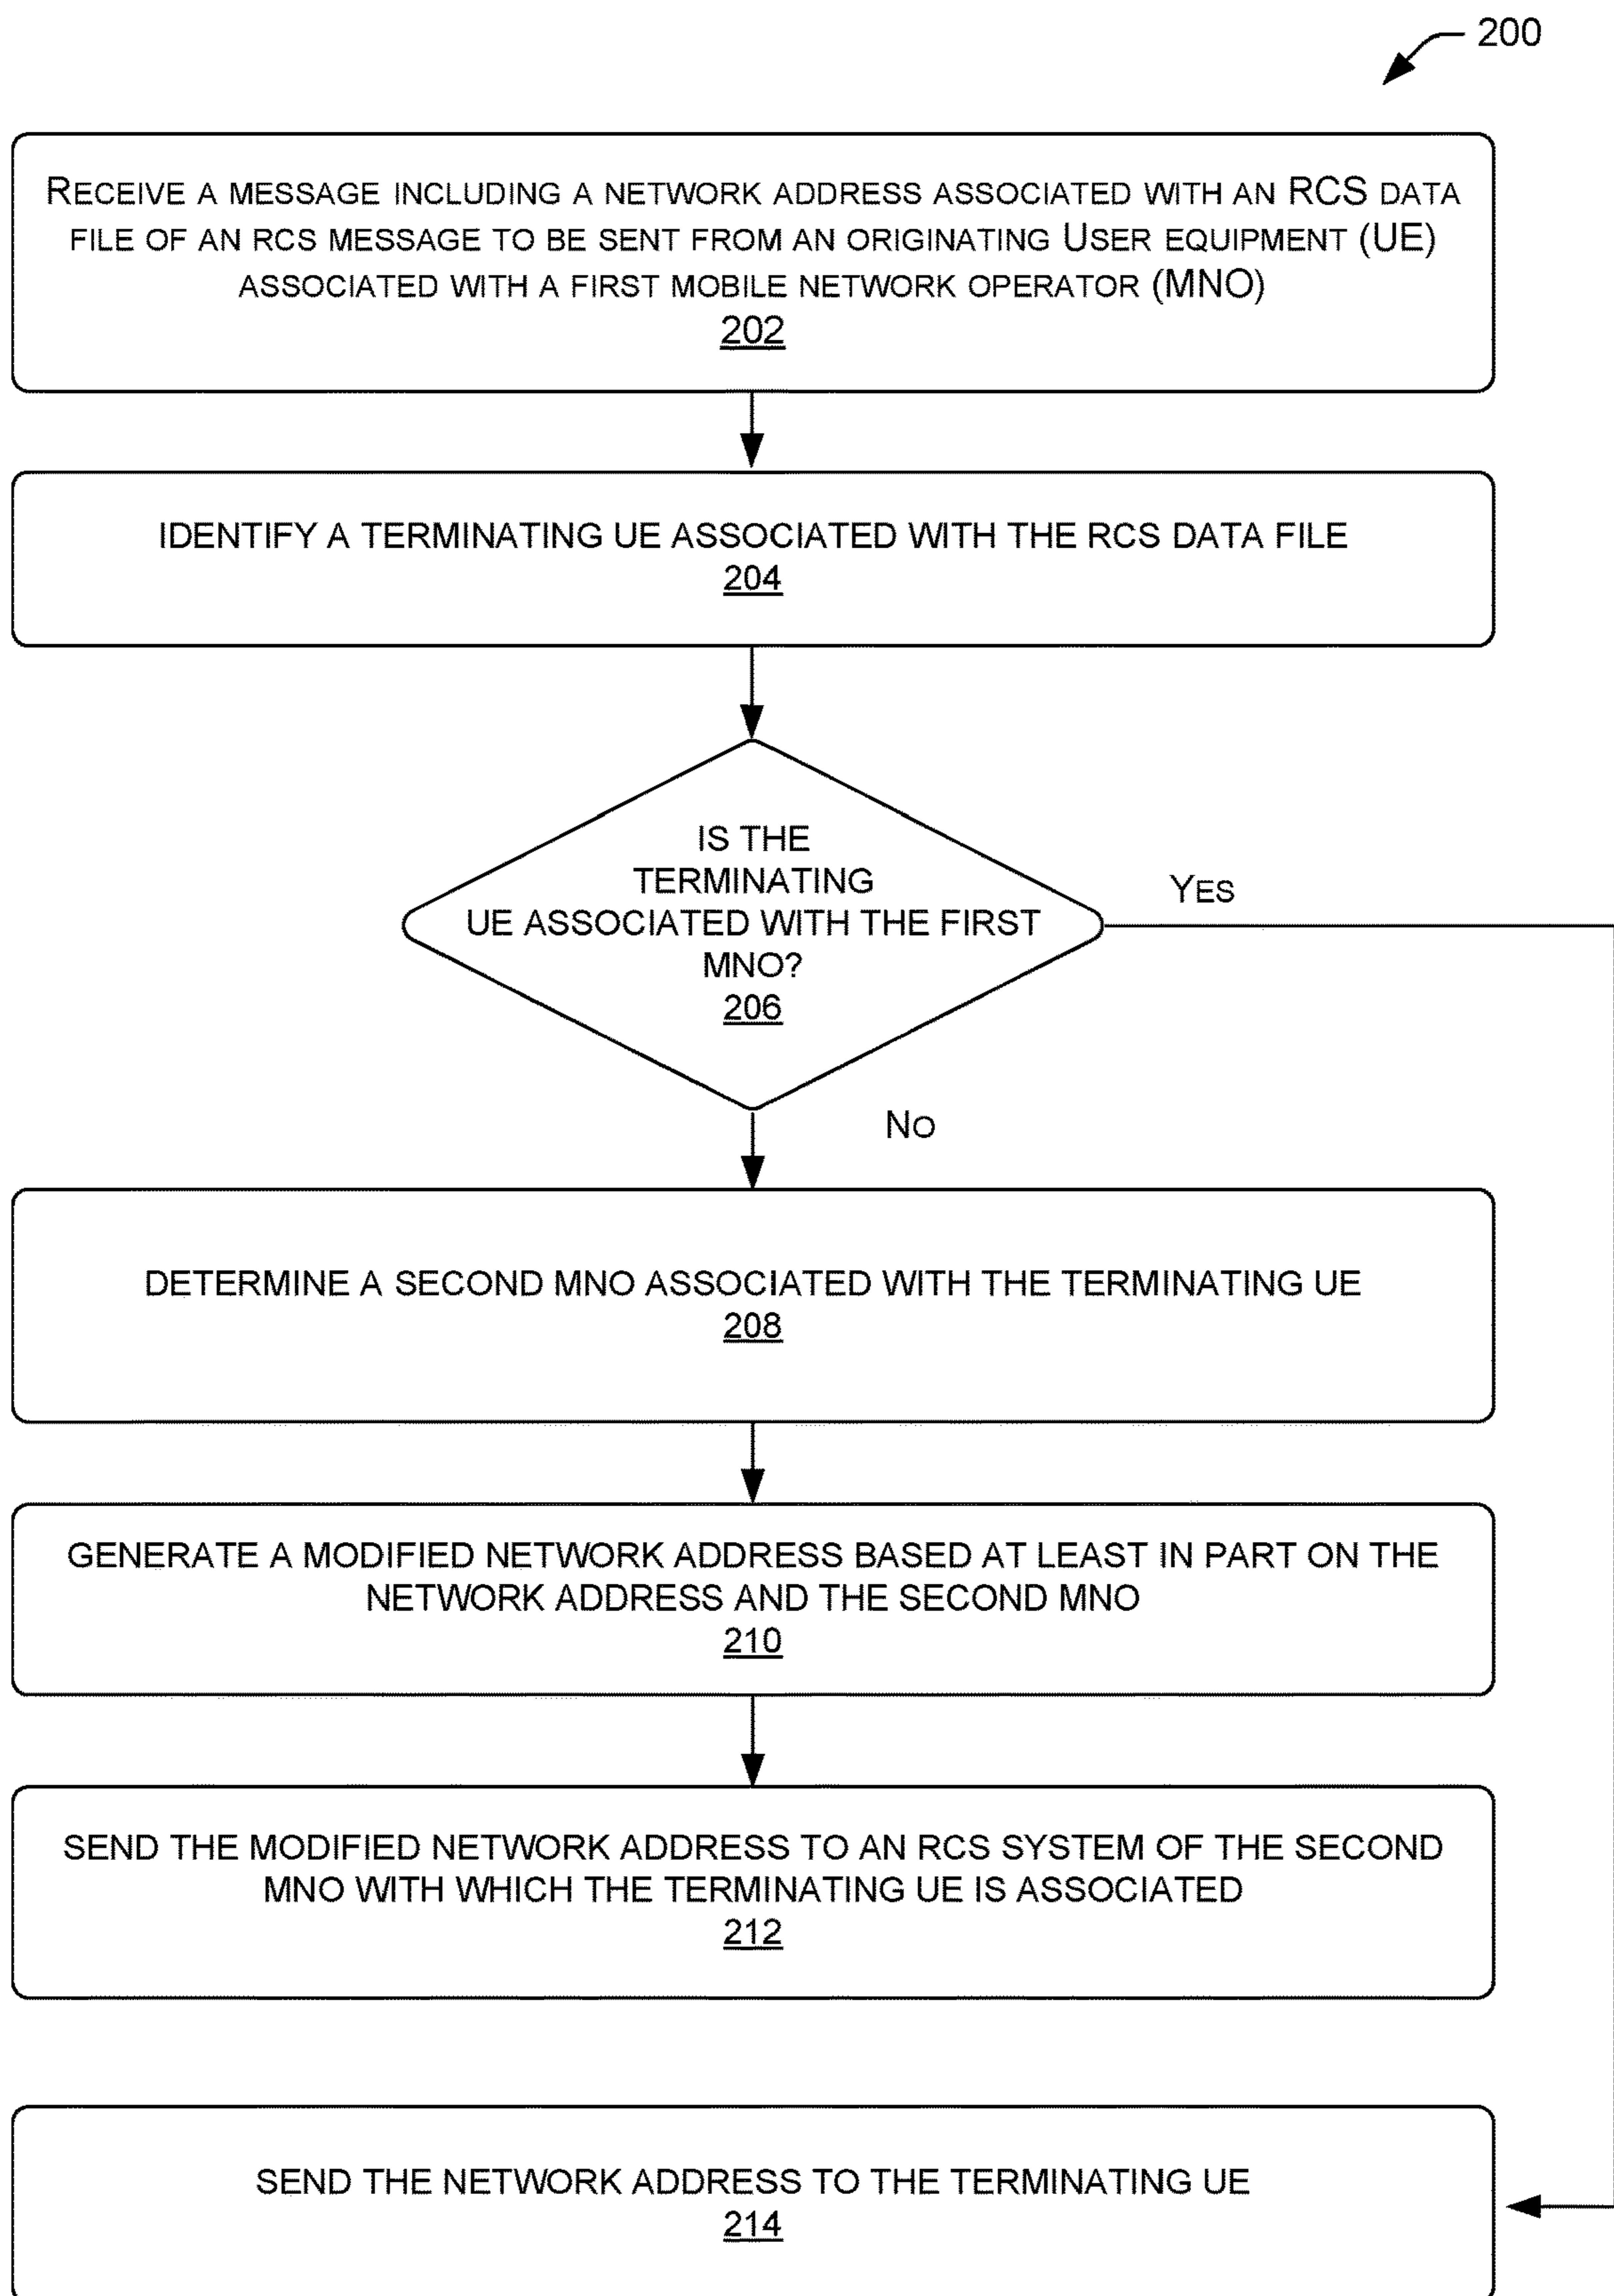 200
RECEIVE A MESSAGE INCLUDING A NETWORK ADDRESS ASSOCIATED WITH AN RCS DATA
FILE OF AN RCS MESSAGE TO BE SENT FROM AN ORIGINATING USER EQUIPMENT (UE)
ASSOCIATED WITH A FIRST MOBILE NETWORK OPERATOR (MNO)
202
IDENTIFY A TERMINATING UE ASSOCIATED WITH THE RCS DATA FILE
204
IS THE
TERMINATING
UE ASSOCIATED WITH THE FIRST
MNO?
206
YES
NO
DETERMINE A SECOND MNO ASSOCIATED WITH THE TERMINATING UE
208
GENERATE A MODIFIED NETWORK ADDRESS BASED AT LEAST IN PART ON THE
NETWORK ADDRESS AND THE SECOND MNO
210
SEND THE MODIFIED NETWORK ADDRESS TO AN RCS SYSTEM OF THE SECOND
MNO WITH WHICH THE TERMINATING UE IS ASSOCIATED
212
SEND THE NETWORK ADDRESS TO THE TERMINATING UE
214